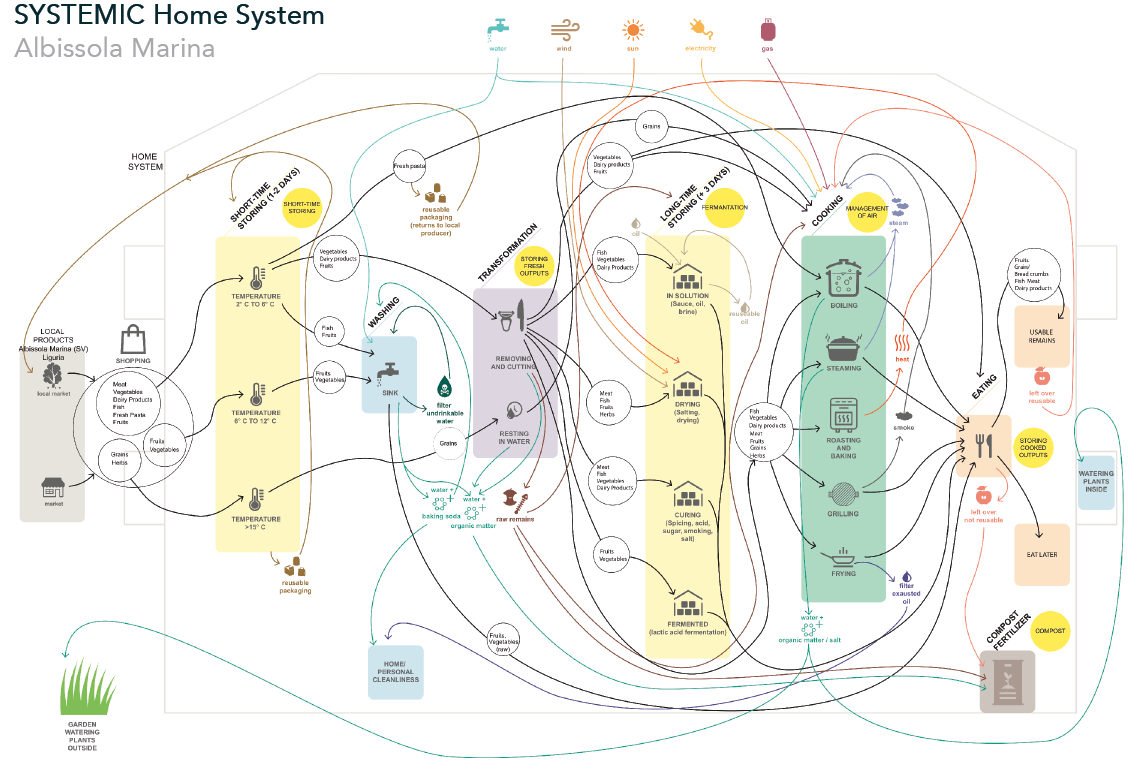 SYSTEMIC Home System
Albissola Marina
water
wind
sun
electricity
gas
HOME
SYSTEM
LOCAL
PRODUCTS
Albissola Marina (SV)
Liguria
local market
market
SHOPPING
Meat
Vegetables
Dairy Products
Fish
Fresh Pasta
Fruits
Grains
Herbs
Fruits
Vegetables
SHORT-TIME
STORING (1-2 DAYS)
SHORT-TIME
STORING
TEMPERATURE
2° C TO 6° C
TEMPERATURE
6° C TO 12° C
TEMPERATURE
>15° C
reusable
packaging
Vegetables
Dairy products
Fruits
Fish
Fruits
Fruits
Vegetables
Fresh pasta
reusable
packaging
(returns to local
producer)
WASHING
SINK
filter
undrinkable
water
Grains
water +
baking soda
water +
organic matter
raw remains
HOME/
PERSONAL
CLEANLINESS
Fruits,
Vegetables
(raw)
GARDEN
WATERING
PLANTS
OUTSIDE
TRANSFORMATION
STORING
FRESH
OUTPUTS
REMOVING
AND CUTTING
RESTING
IN WATER
Grains
Vegetables
Dairy products
Fruits
Fish
Vegetables
Dairy Products
Meat
Fish
Fruits
Herbs
Meat
Fish
Vegetables
Dairy Products
Fruits
Vegetables
LONG-TIME
STORING (+ 3 DAYS)
FERMANTATION
oil
reusable
oil
IN SOLUTION
(Sauce, oil,
brine)
DRYING
(Salting,
drying)
CURING
(Spicing, acid,
sugar, smoking,
salt)
FERMENTED
(lactic acid fermentation)
Fish
Vegetables
Dairy products
Meat
Fruits
Grains
Herbs
COOKING
MANAGEMENT
OF AIR
steam
BOILING
STEAMING
heat
ROASTING
AND
BAKING
smoke
GRILLING
FRYING
filter
exausted
oil
water +
organic matter / salt
EATING
Fruits
Grain/
Bread crumbs
Fish Meat
Dairy products
USABLE
REMAINS
left over
reusable
STORING
COOKED
OUTPUTS
left over
not reusable
EAT LATER
WATERING
PLANTS
INSIDE
COMPOST
FERTILIZER
COMPOST